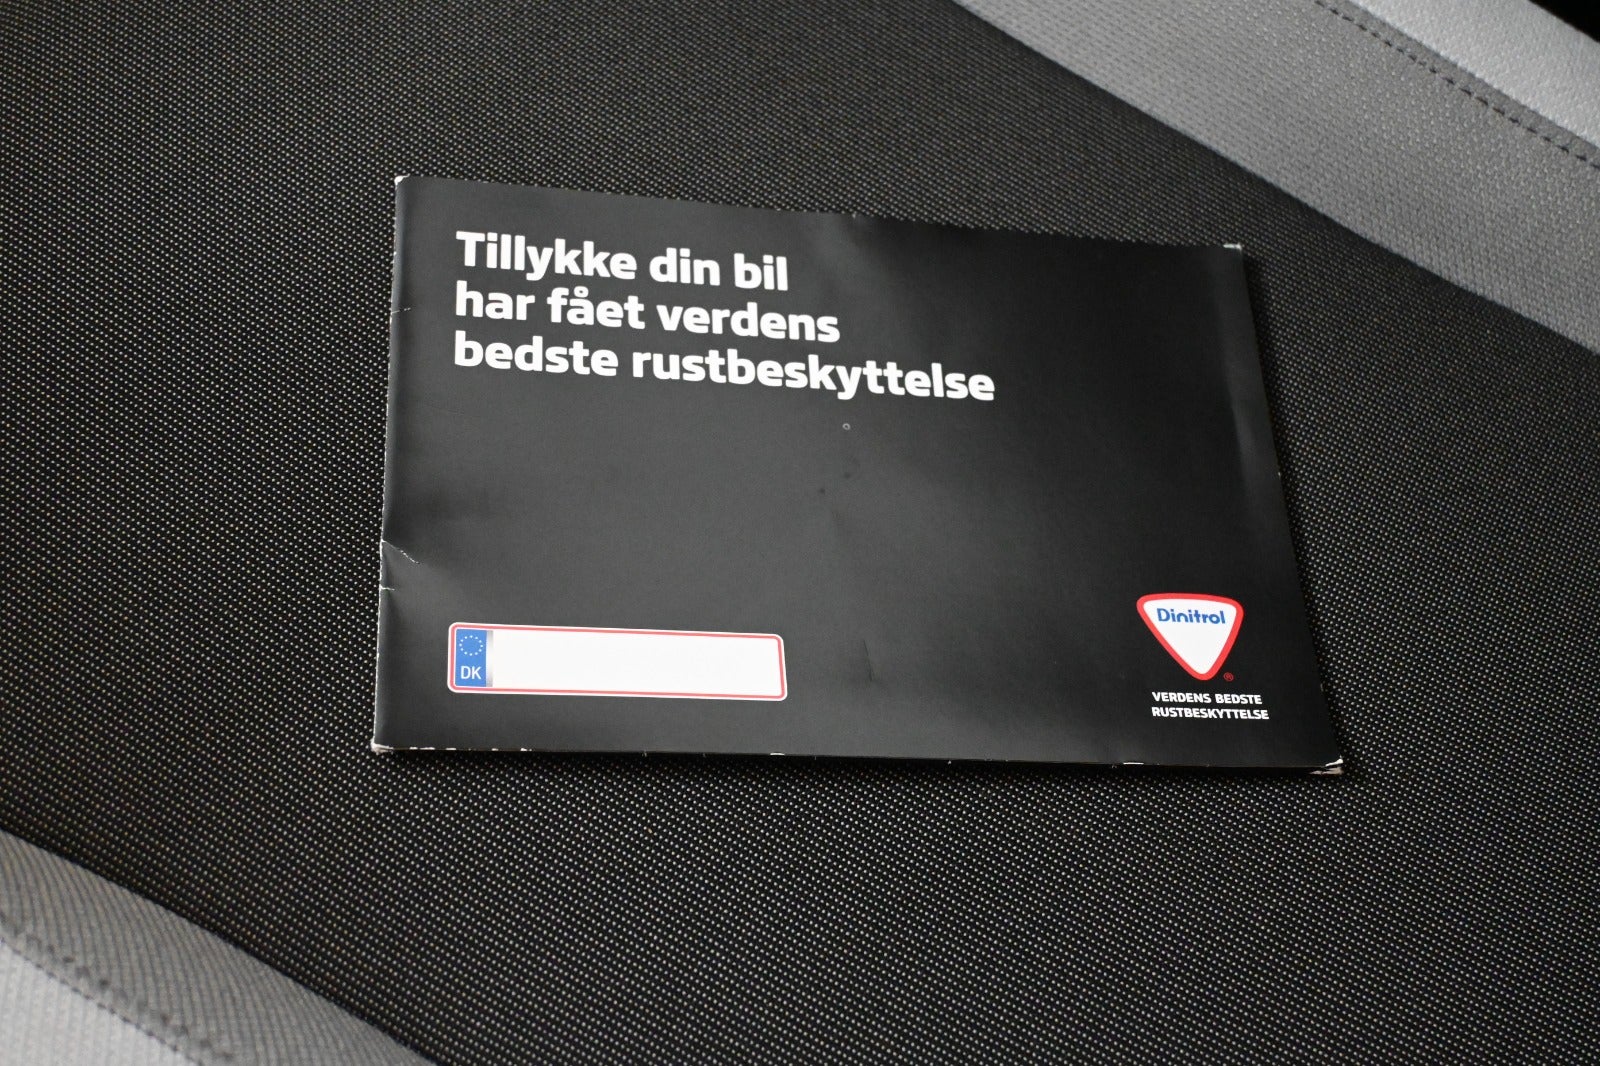 Tillykke din bil
har fået verdens
bedste rustbeskyttelse
DK
Dinitrol
®
VERDENS BEDSTE
RUSTBESKYTTELSE